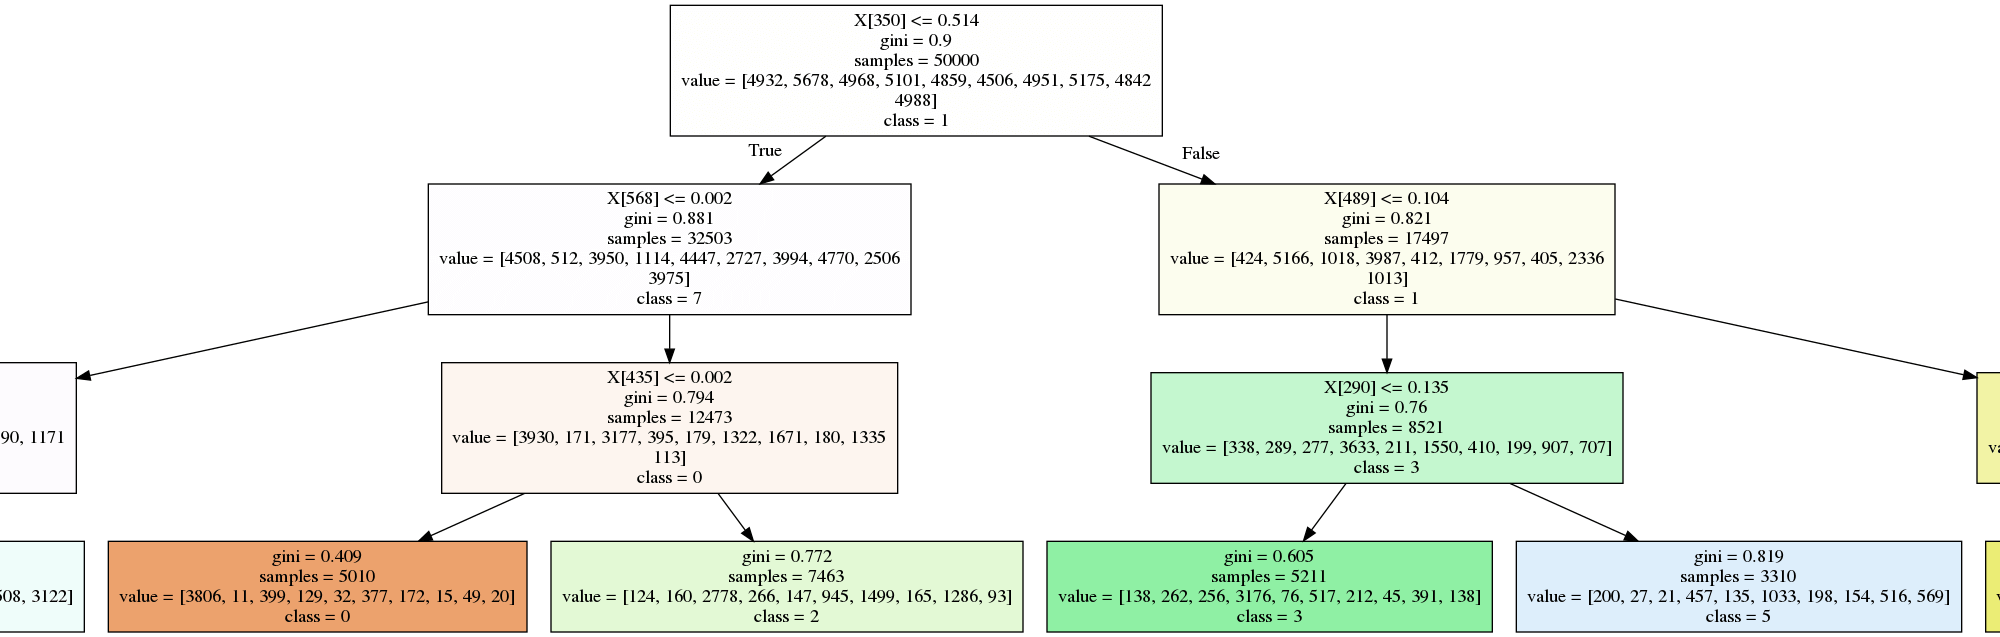 X[350] <= 0.514
gini = 0.9
samples = 50000
value = [4932, 5678, 4968, 5101, 4859, 4506, 4951, 5175, 4842
4988]
class = 1
True
False
X[568] <= 0.002
gini = 0.881
samples = 32503
value = [4508, 512, 3950, 1114, 4447, 2727, 3994, 4770, 2506
3975]
class = 7
X[489] <= 0.104
gini = 0.821
samples = 17497
value = [424, 5166, 1018, 3987, 412, 1779, 957, 405, 2336
1013]
class = 1
90, 1171
X[435] <= 0.002
gini = 0.794
samples = 12473
value = [3930, 171, 3177, 395, 179, 1322, 1671, 180, 1335
113]
class = 0
X[290] <= 0.135
gini = 0.76
samples = 8521
value = [338, 289, 277, 3633, 211, 1550, 410, 199, 907, 707]
class = 3
508, 3122]
gini = 0.409
samples = 5010
value = [3806, 11, 399, 129, 32, 377, 172, 15, 49, 20]
class = 0
gini = 0.772
samples = 7463
value = [124, 160, 2778, 266, 147, 945, 1499, 165, 1286, 93]
class = 2
gini = 0.605
samples = 5211
value = [138, 262, 256, 3176, 76, 517, 212, 45, 391, 138]
class = 3
gini = 0.819
samples = 3310
value = [200, 27, 21, 457, 135, 1033, 198, 154, 516, 569]
class = 5